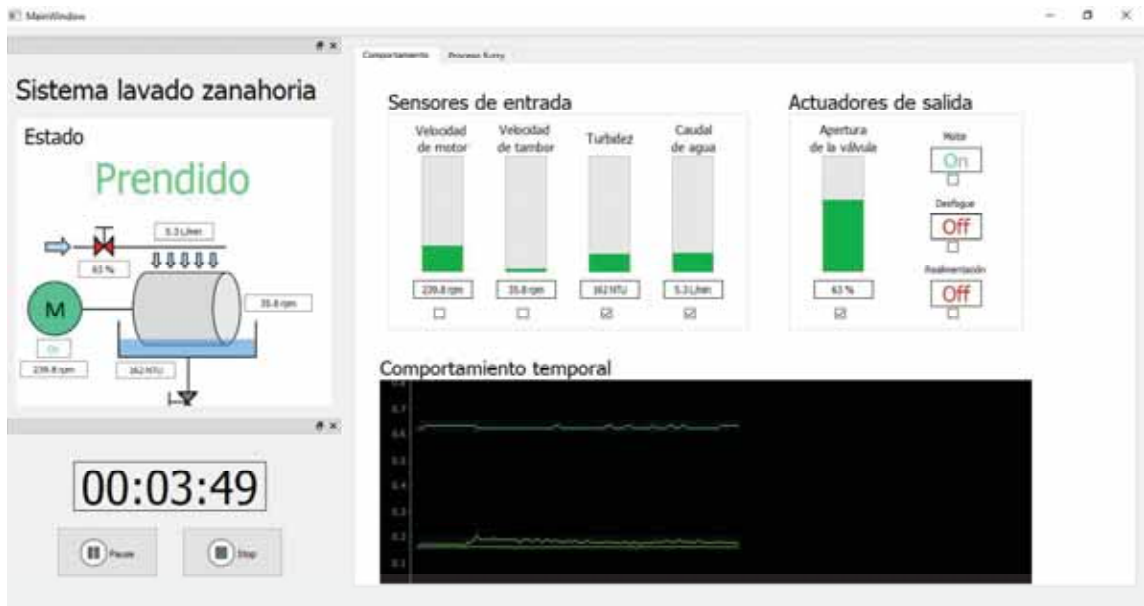 MainWindow
Sistema lavado zanahoria
Estado
Prendido
5.3 L/min
63 %
M
35.8 rpm
On
239.8 rpm
162 NTU
00:03:49
Pause
Stop
Comportamiento
Proceso fuzzy
Sensores de entrada
Velocidad
de motor
Velocidad
de tambor
Turbidez
Caudal
de agua
239.8 rpm
35.8 rpm
162 NTU
5.3 L/min
Actuadores de salida
Apertura
de la válvula
63 %
Motor
On
Desfogue
Off
Realimentación
Off
Comportamiento temporal
0.8
0.7
0.6
0.5
0.4
0.3
0.2
0.1